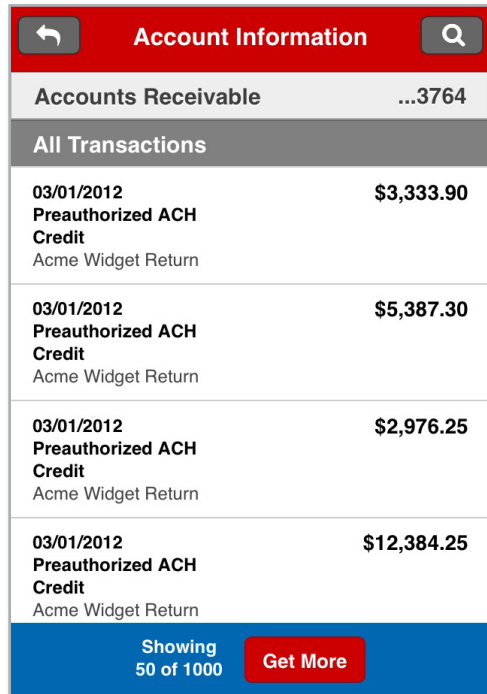 Account Information
Accounts Receivable ...3764
All Transactions
03/01/2012 $3,333.90
Preauthorized ACH
Credit
Acme Widget Return
03/01/2012 $5,387.30
Preauthorized ACH
Credit
Acme Widget Return
03/01/2012 $2,976.25
Preauthorized ACH
Credit
Acme Widget Return
03/01/2012 $12,384.25
Preauthorized ACH
Credit
Acme Widget Return
Showing
50 of 1000 Get More